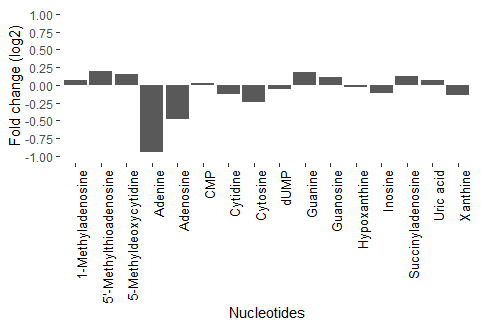 Fold change (log2)
1.00
0.75
0.50
0.25
0.00
-0.25
-0.50
-0.75
-1.00
1-Methyladenosine
5'-Methylthioadenosine
5-Methyldeoxycytidine
Adenine
Adenosine
CMP
Cytidine
Cytosine
dUMP
Guanine
Guanosine
Hypoxanthine
Inosine
Succinyladenosine
Uric acid
Xanthine
Nucleotides